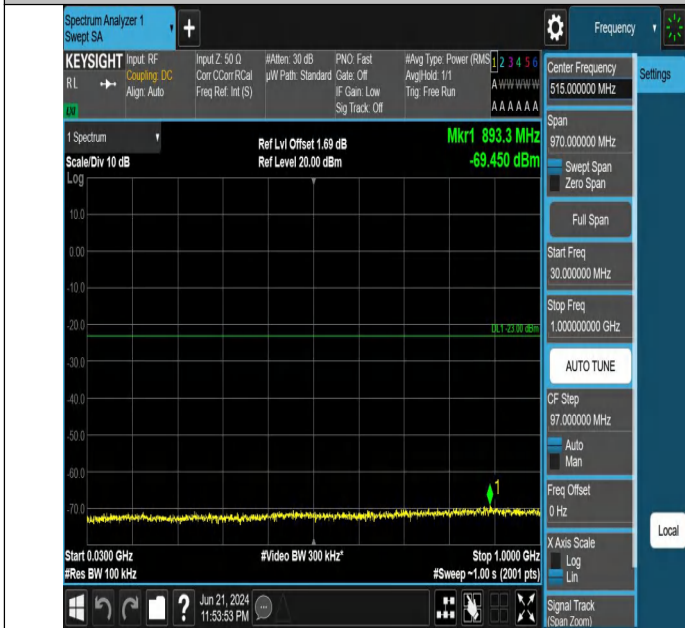 Spectrum Analyzer 1
Swept SA
+
Frequency
KEYSIGHT
RL
Input: RF
Coupling: DC
Align: Auto
Input Z: 50 Ω
Corr CCorr RCal
Freq Ref: Int (S)
#Atten: 30 dB
µW Path: Standard
PNO: Fast
Gate: Off
IF Gain: Low
Sig Track: Off
#Avg Type: Power (RMS
Avg|Hold: 1/1
Trig: Free Run
1 2 3 4 5 6
A W W W W W
A A A A A A
1 Spectrum
Scale/Div 10 dB
Log
Ref Lvl Offset 1.69 dB
Ref Level 20.00 dBm
Mkr1 893.3 MHz
-69.450 dBm
10.0
0.00
-10.0
-20.0
-30.0
-40.0
-50.0
-60.0
-70.0
DL1 -23.00 dBm
1
Start 0.0300 GHz
#Res BW 100 kHz
#Video BW 300 kHz*
Stop 1.0000 GHz
#Sweep ~1.00 s (2001 pts)
Center Frequency
515.000000 MHz
Settings
Span
970.000000 MHz
Swept Span
Zero Span
Full Span
Start Freq
30.000000 MHz
Stop Freq
1.000000000 GHz
AUTO TUNE
CF Step
97.000000 MHz
Auto
Man
Freq Offset
0 Hz
X Axis Scale
Log
Lin
Local
Signal Track
(Span Zoom)
?
Jun 21, 2024
11:53:53 PM